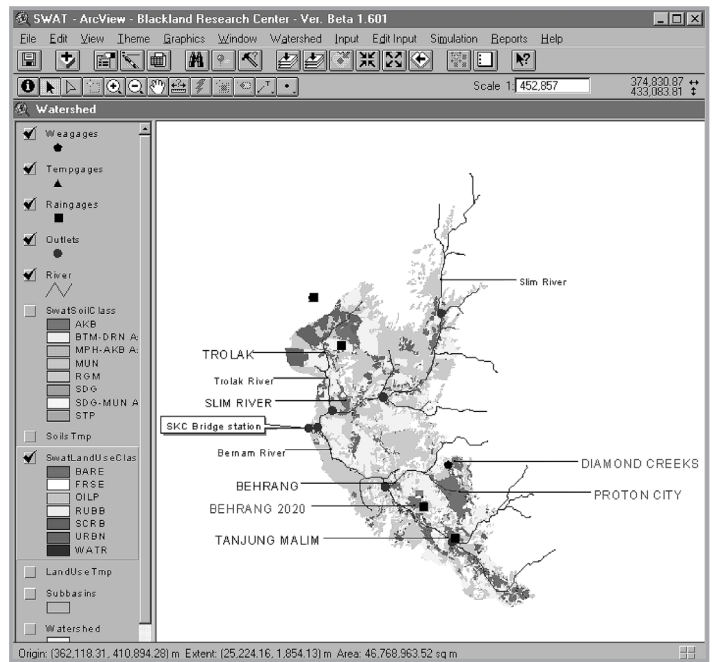 SWAT - ArcView - Blackland Research Center - Ver. Beta 1.601
File Edit View Theme Graphics Window Watershed Input Edit Input Simulation Reports Help
Scale 1: 452,857
374,830.87
433,083.81
Watershed
Weagages
Tempgages
Raingages
Outlets
River
SwatSoilClass
AKB
BTM-DRN A
MPH-AKB A
MUN
RGM
SDG
SDG-MUN A
STP
SoilsTmp
SwatLandUseClas
BARE
FRSE
OILP
RUBB
SCRB
URBN
WATR
LandUseTmp
Subbasins
Watershed
Slim River
TROLAK
Trolak River
SLIM RIVER
SKC Bridge station
Bernam River
DIAMOND CREEKS
BEHRANG
PROTON CITY
BEHRANG 2020
TANJUNG MALIM
Origin: (362,118.31, 410,894.28) m Extent: (25,224.16, 1,854.13) m Area: 46,768,963.52 sq m